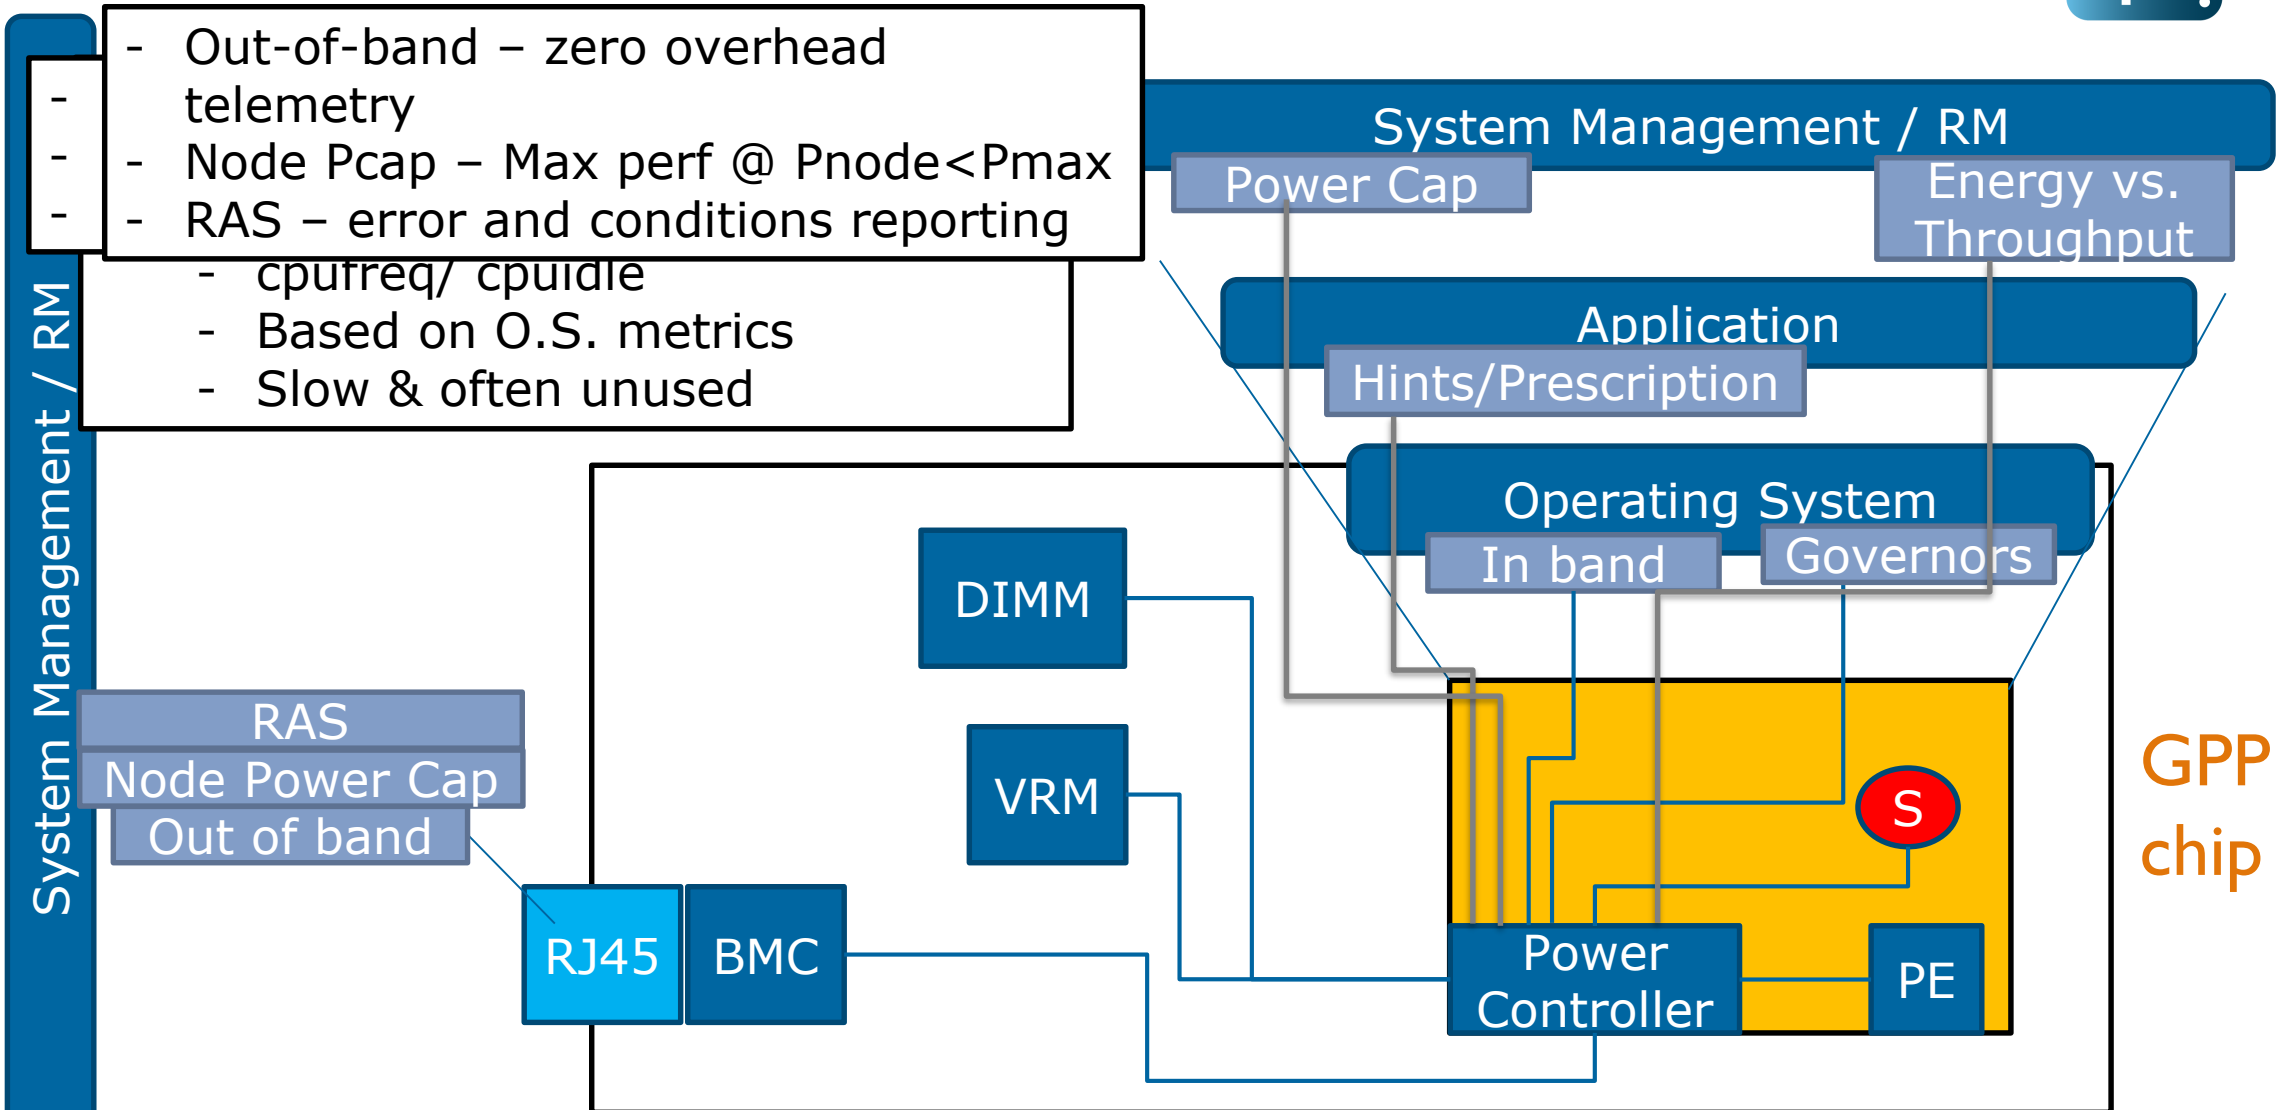 - Out-of-band – zero overhead
telemetry
- Node Pcap – Max perf @ Pnode<Pmax
- RAS – error and conditions reporting
-
-
-
- cpufreq/ cpuidle
- Based on O.S. metrics
- Slow & often unused
System Management / RM
System Management / RM
Power Cap
Energy vs.
Throughput
Application
Hints/Prescription
Operating System
In band
Governors
DIMM
VRM
RAS
Node Power Cap
Out of band
RJ45
BMC
S
Power
Controller
PE
GPP
chip